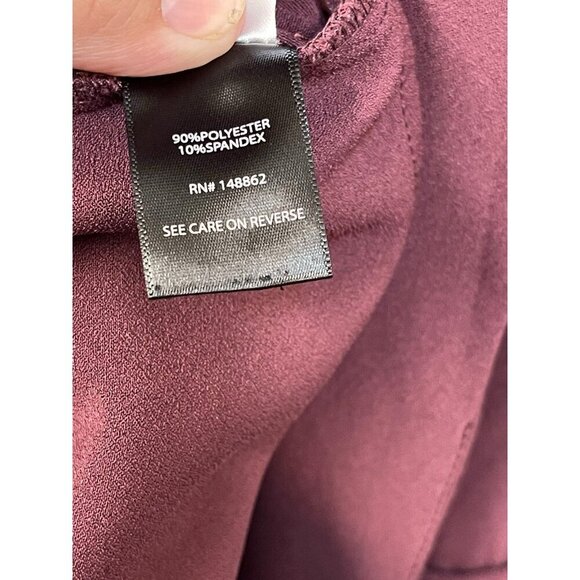 90%POLYESTER
10%SPANDEX
RN# 148862
SEE CARE ON REVERSE